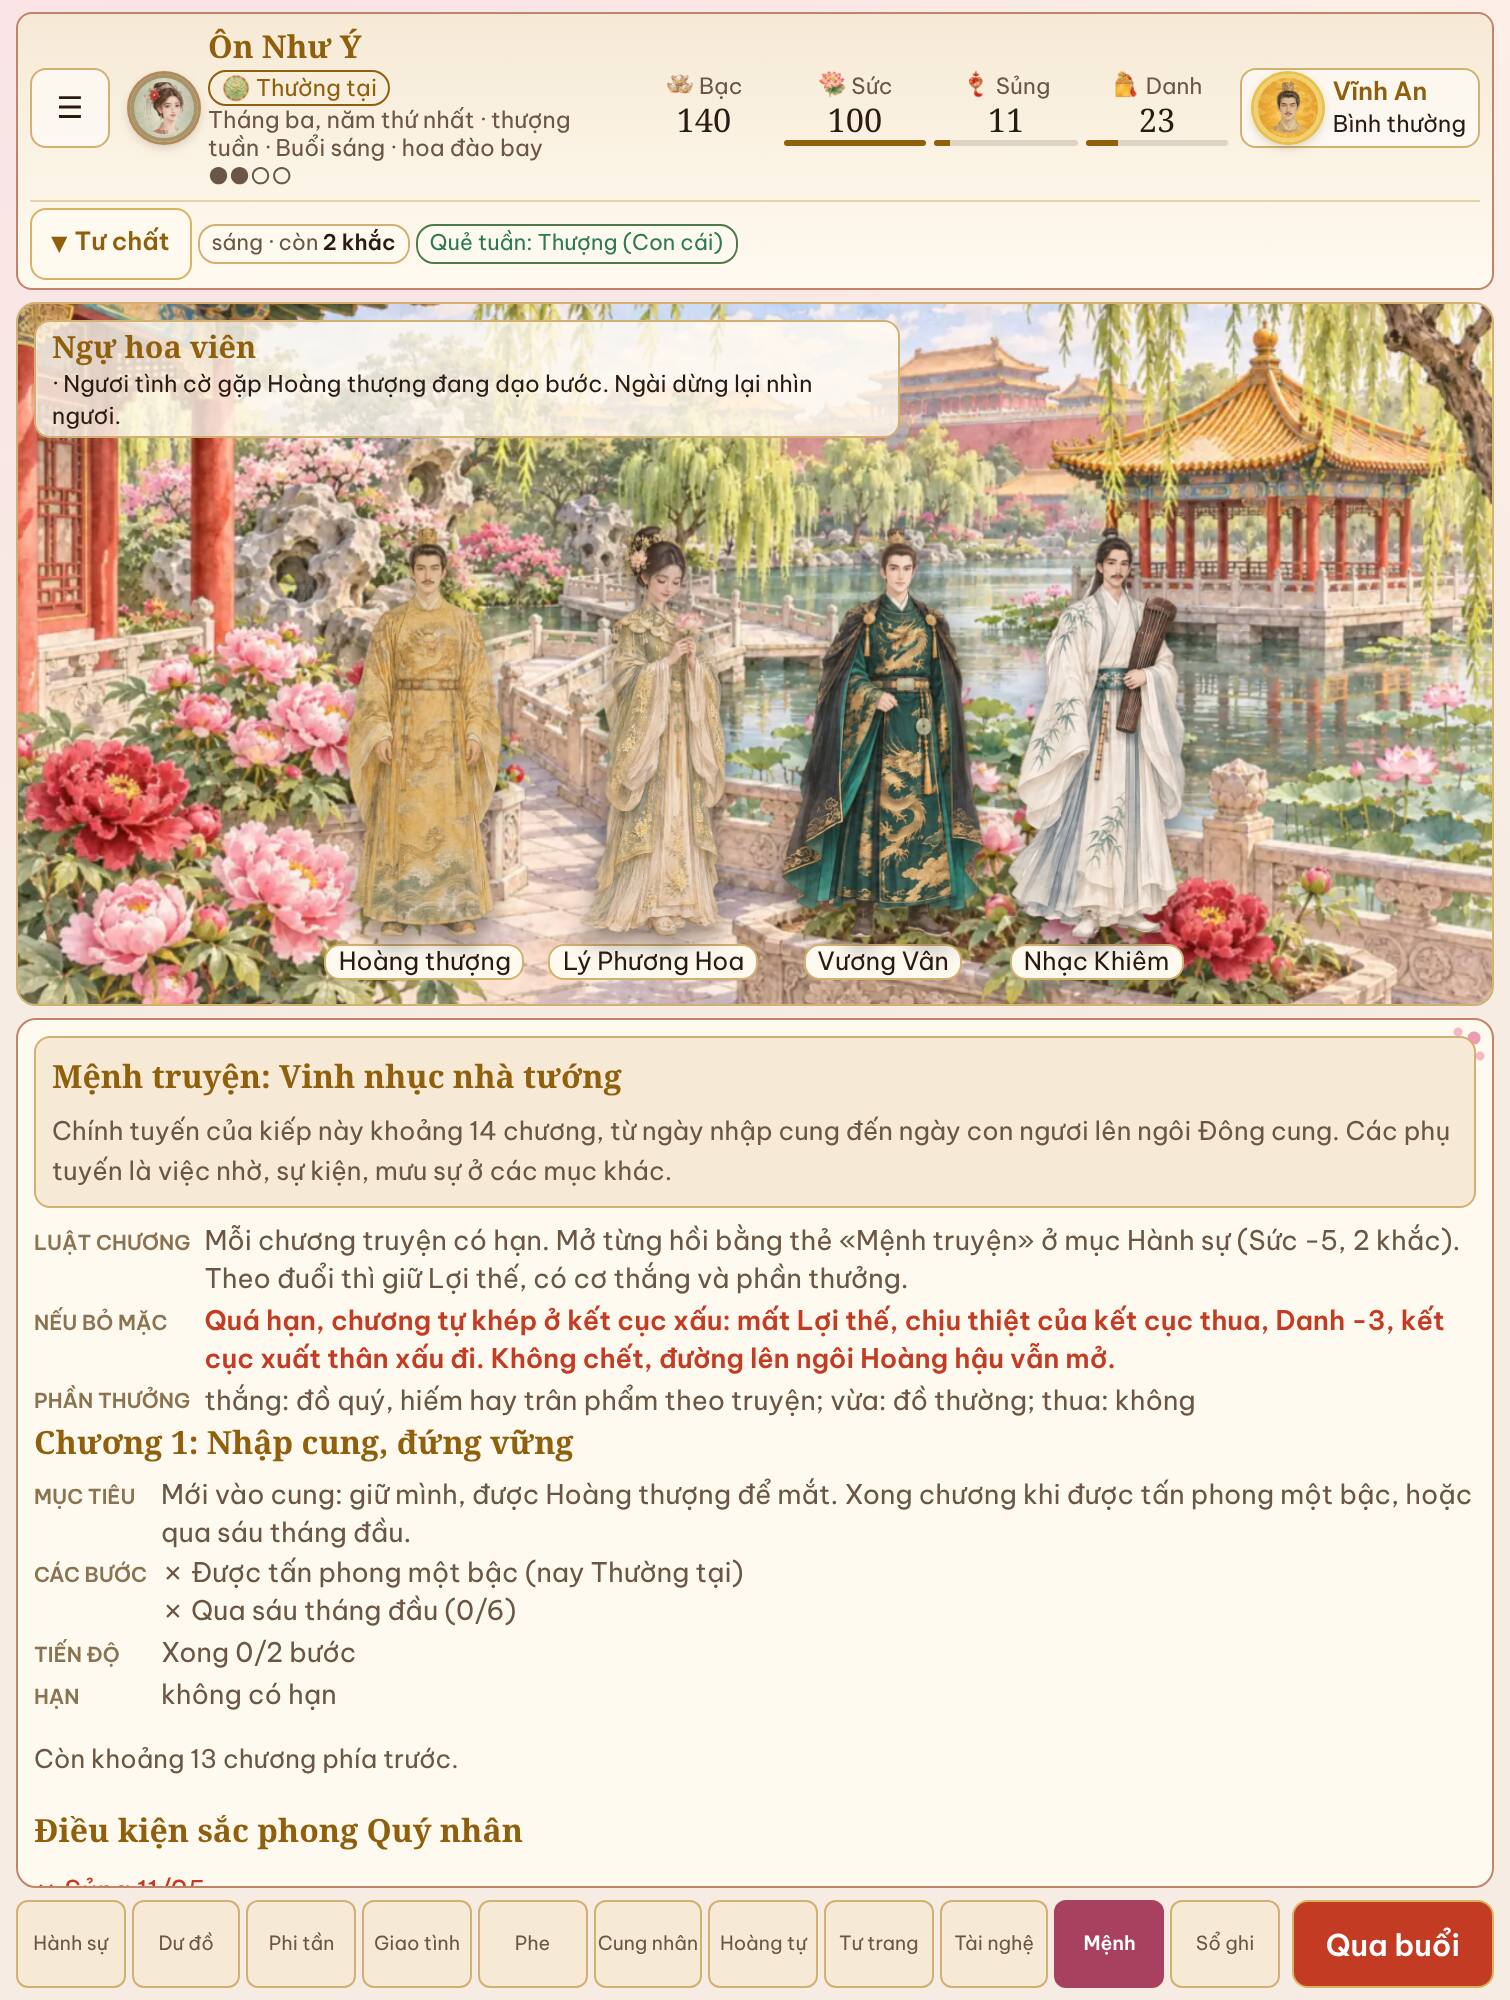 Ôn Như Ý
Thường tại
Tháng ba, năm thứ nhất · thượng
tuần · Buổi sáng · hoa đào bay
Bạc
140
Sức
100
Sủng
11
Danh
23
Vĩnh An
Bình thường
▼ Tư chất
sáng · còn 2 khắc
Quẻ tuần: Thượng (Con cái)
Ngự hoa viên
· Ngươi tình cờ gặp Hoàng thượng đang dạo bước. Ngài dừng lại nhìn
ngươi.
Hoàng thượng
Lý Phương Hoa
Vương Vân
Nhạc Khiêm
Mệnh truyện: Vinh nhục nhà tướng
Chính tuyến của kiếp này khoảng 14 chương, từ ngày nhập cung đến ngày con ngươi lên ngôi Đông cung. Các phụ
tuyến là việc nhờ, sự kiện, mưu sự ở các mục khác.
LUẬT CHƯƠNG Mỗi chương truyện có hạn. Mở từng hồi bằng thẻ «Mệnh truyện» ở mục Hành sự (Sức -5, 2 khắc).
Theo đuổi thì giữ Lợi thế, có cơ thắng và phần thưởng.
NẾU BỎ MẶC Quá hạn, chương tự khép ở kết cục xấu: mất Lợi thế, chịu thiệt của kết cục thua, Danh -3, kết
cục xuất thân xấu đi. Không chết, đường lên ngôi Hoàng hậu vẫn mở.
PHẦN THƯỞNG thắng: đồ quý, hiếm hay trân phẩm theo truyện; vừa: đồ thường; thua: không
Chương 1: Nhập cung, đứng vững
MỤC TIÊU Mới vào cung: giữ mình, được Hoàng thượng để mắt. Xong chương khi được tấn phong một bậc, hoặc
qua sáu tháng đầu.
CÁC BƯỚC × Được tấn phong một bậc (nay Thường tại)
× Qua sáu tháng đầu (0/6)
TIẾN ĐỘ Xong 0/2 bước
HẠN không có hạn
Còn khoảng 13 chương phía trước.
Điều kiện sắc phong Quý nhân
Hành sự
Dư đồ
Phi tần
Giao tình
Phe
Cung nhân
Hoàng tự
Tư trang
Tài nghệ
Mệnh
Sổ ghi
Qua buổi